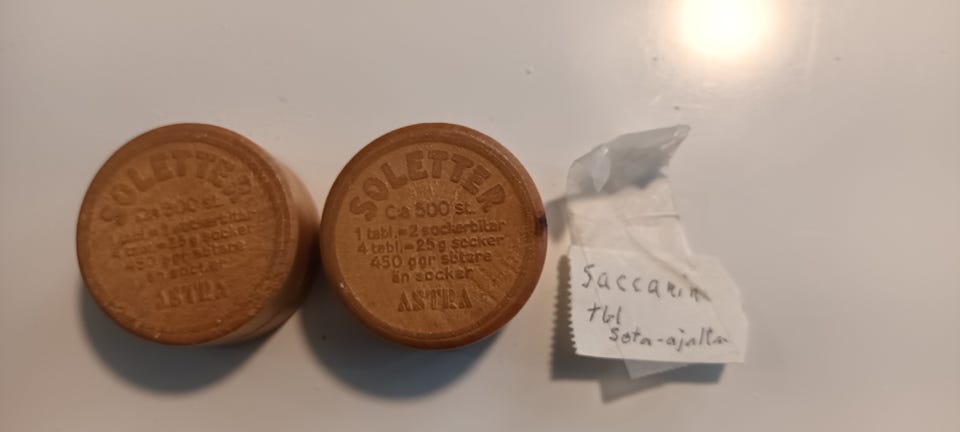 SOLETTER
Ca 500 st.
1 tabl.=2 sockerbitar
4 tabl.=25 g socker
450 ggr sötare
än socker
ASTRA
SOLETTER
Ca 500 st.
1 tabl.=2 sockerbitar
4 tabl.=25 g socker
450 ggr sötare
än socker
ASTRA
Saccarin
tbl
sota-ajalta